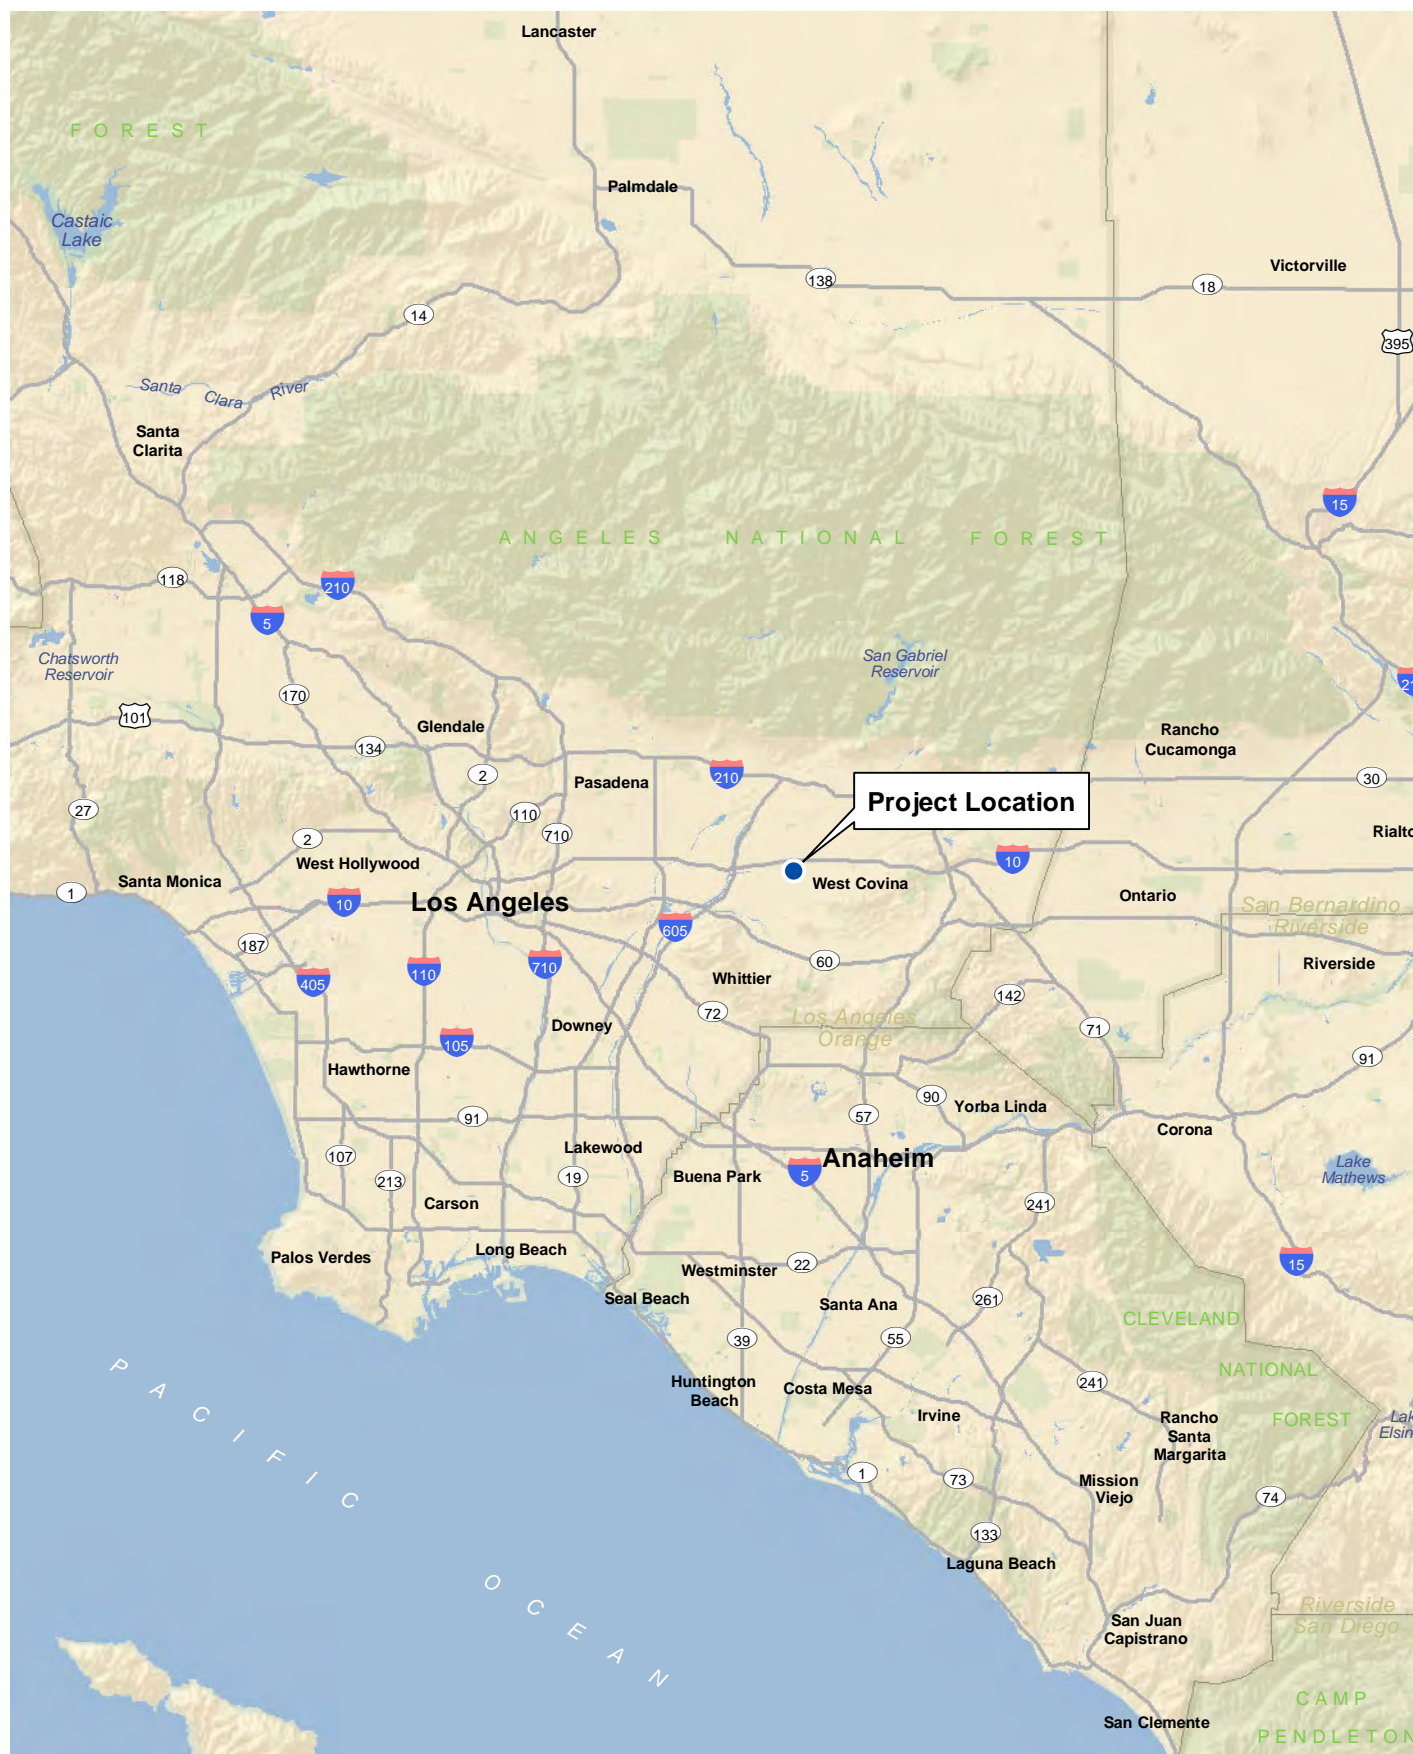 Lancaster
FOREST
Palmdale
Castaic
Lake
Victorville
138
18
14
395
Santa Clara River
Santa
Clarita
15
ANGELES NATIONAL FOREST
118
210
5
Chatsworth
Reservoir
San Gabriel
Reservoir
170
101
Glendale
134
Rancho
Cucamonga
2
Pasadena
210
30
Project Location
27
110
710
2
Rialto
West Hollywood
10
Santa Monica
1
West Covina
10
Los Angeles
Ontario
San Bernardino
Riverside
605
187
60
Riverside
710
110
405
Whittier
142
72
Los Angeles
Orange
71
Downey
105
91
Hawthorne
90
Yorba Linda
57
91
Corona
Lakewood
107
Anaheim
5
Buena Park
Lake
Mathews
19
213
Carson
241
Palos Verdes
Long Beach
Westminster
22
15
Seal Beach
Santa Ana
261
CLEVELAND
39
55
NATIONAL
PACIFIC
Huntington
Beach
Costa Mesa
241
Irvine
Rancho
Santa
Margarita
FOREST
1
73
Mission
Viejo
74
133
Laguna Beach
OCEAN
Riverside
San Diego
San Juan
Capistrano
CAMP
San Clemente
PENDLETON